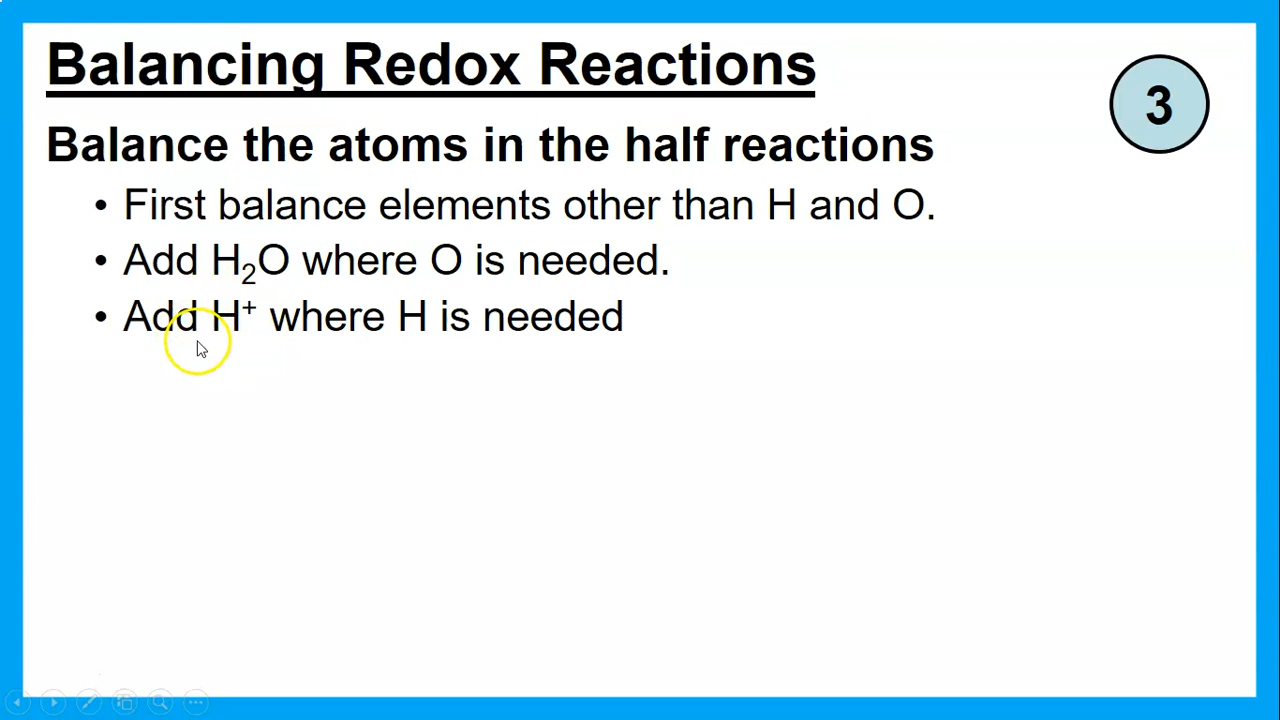 Balancing Redox Reactions
3
Balance the atoms in the half reactions
• First balance elements other than H and O.
• Add H₂O where O is needed.
• Add H⁺ where H is needed